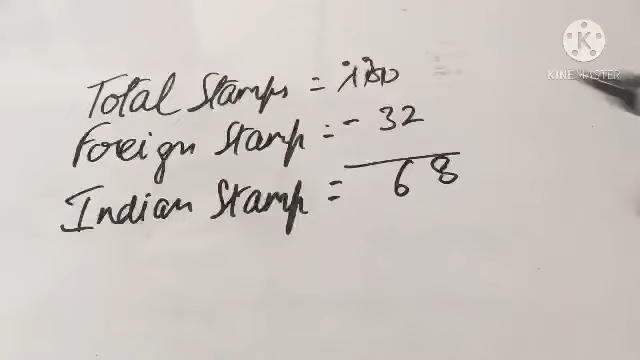 KINEMASTER
Total Stamps = 100
Foreign Stamp = - 32
Indian Stamp = 68